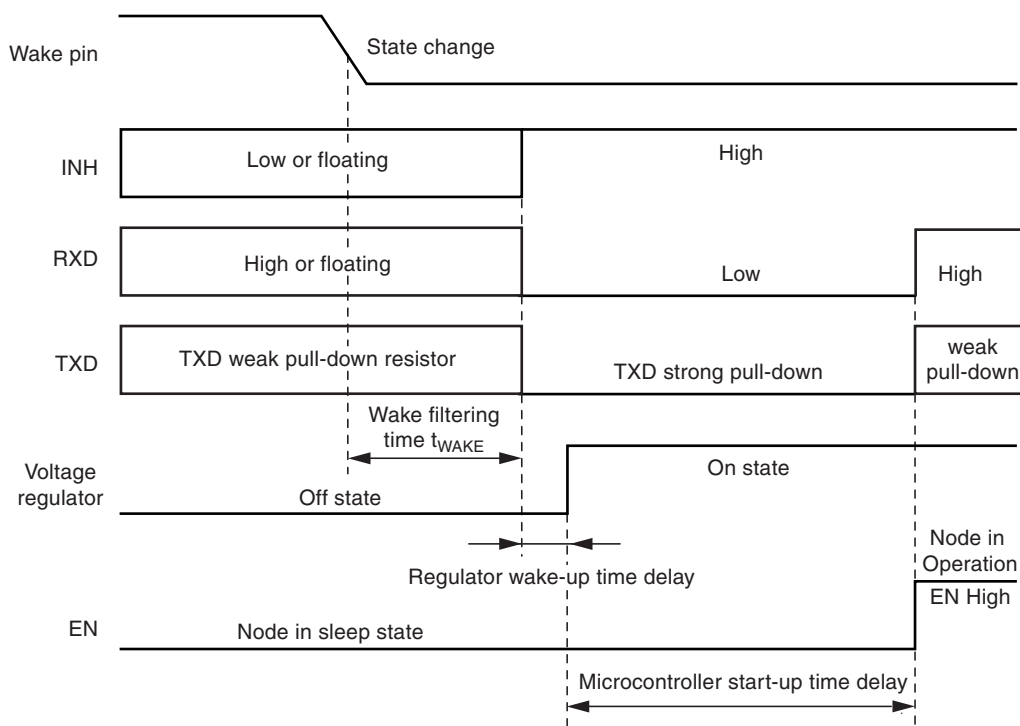 Wake pin
State change
INH
Low or floating
High
RXD
High or floating
Low
High
TXD
TXD weak pull-down resistor
TXD strong pull-down
weak
pull-down
Wake filtering
time tWAKE
Voltage
regulator
Off state
On state
Regulator wake-up time delay
Node in
Operation
EN
Node in sleep state
EN High
Microcontroller start-up time delay